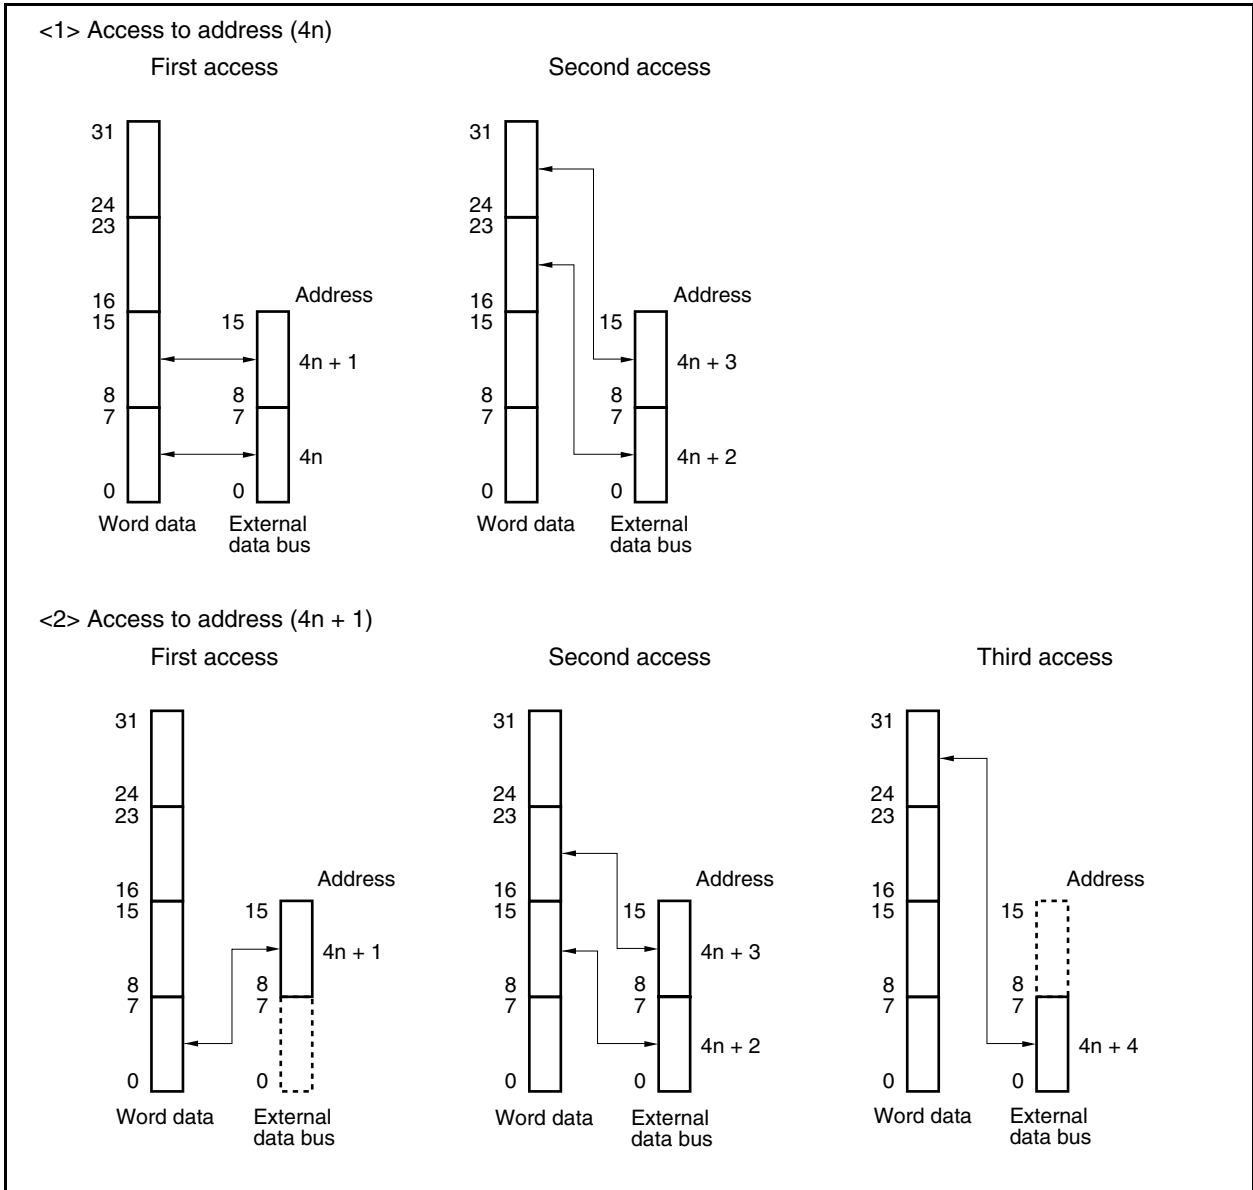 <1> Access to address (4n)
First access
Second access
31
24
23
16
15
8
7
0
Address
15
4n + 1
8
7
4n
0
Word data
External
data bus
31
24
23
16
15
8
7
0
Address
15
4n + 3
8
7
4n + 2
0
Word data
External
data bus
<2> Access to address (4n + 1)
First access
Second access
Third access
31
24
23
16
15
8
7
0
Address
15
4n + 1
8
7
0
Word data
External
data bus
31
24
23
16
15
8
7
0
Address
15
4n + 3
8
7
4n + 2
0
Word data
External
data bus
31
24
23
16
15
8
7
0
Address
15
8
7
4n + 4
0
Word data
External
data bus